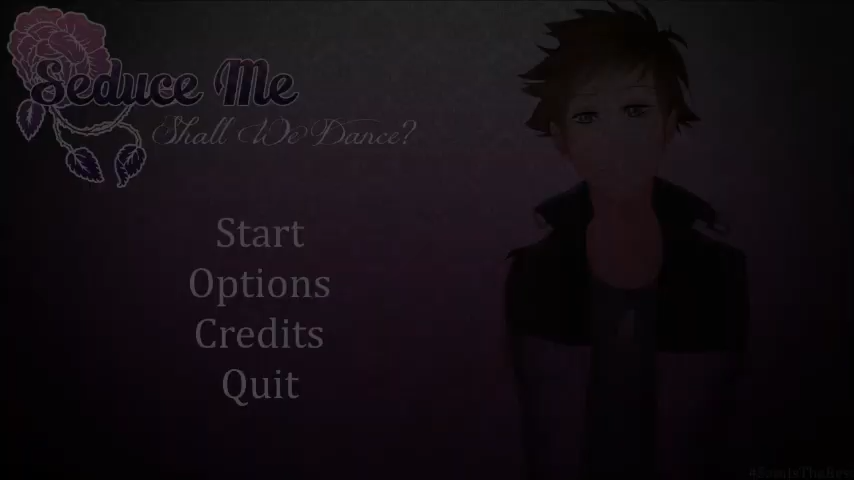 Seduce Me
Shall We Dance?
Start
Options
Credits
Quit